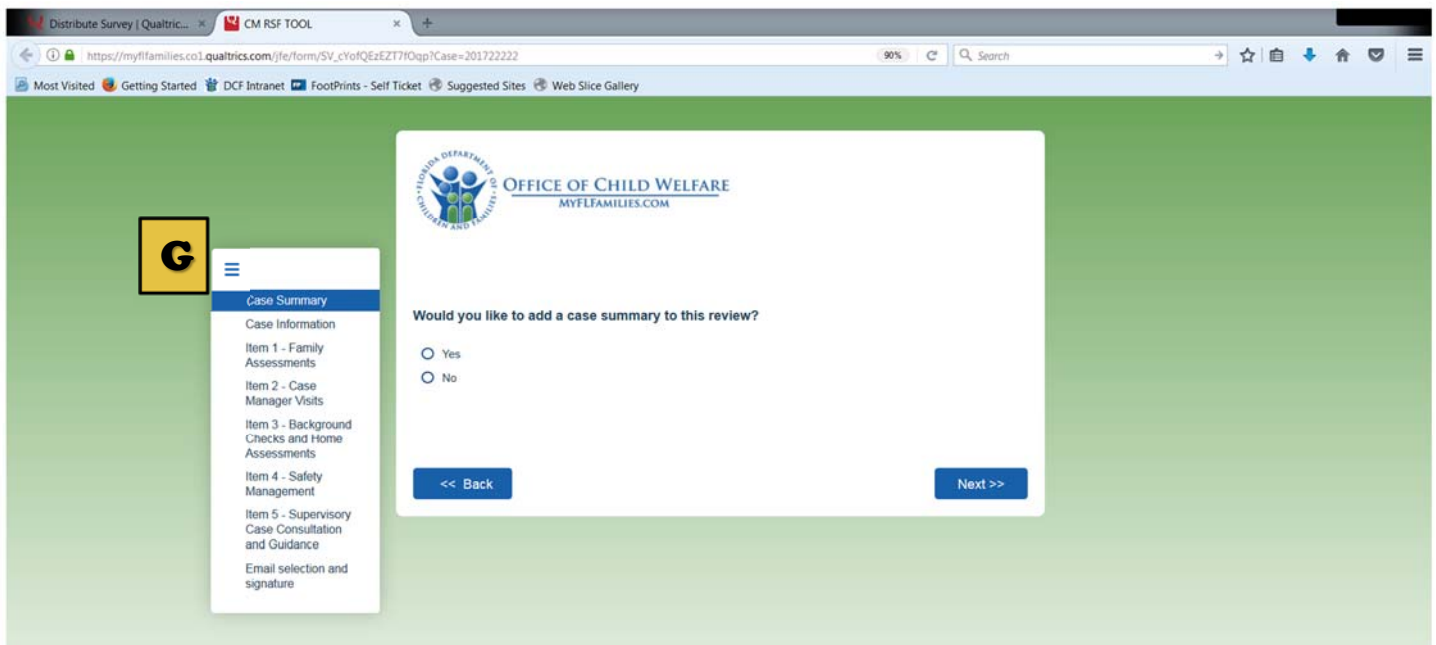 Distribute Survey | Qualtric... × CM RSF TOOL × +
https://myflfamilies.co1.qualtrics.com/jfe/form/SV_cYofQEzEZT7fOqp?Case=201722222 90% Search
Most Visited Getting Started DCF Intranet FootPrints - Self Ticket Suggested Sites Web Slice Gallery
FLORIDA DEPARTMENT OF CHILDREN AND FAMILIES
OFFICE OF CHILD WELFARE
MYFLFAMILIES.COM
G
Case Summary
Case Information
Item 1 - Family
Assessments
Item 2 - Case
Manager Visits
Item 3 - Background
Checks and Home
Assessments
Item 4 - Safety
Management
Item 5 - Supervisory
Case Consultation
and Guidance
Email selection and
signature
Would you like to add a case summary to this review?
Yes
No
<< Back
Next >>